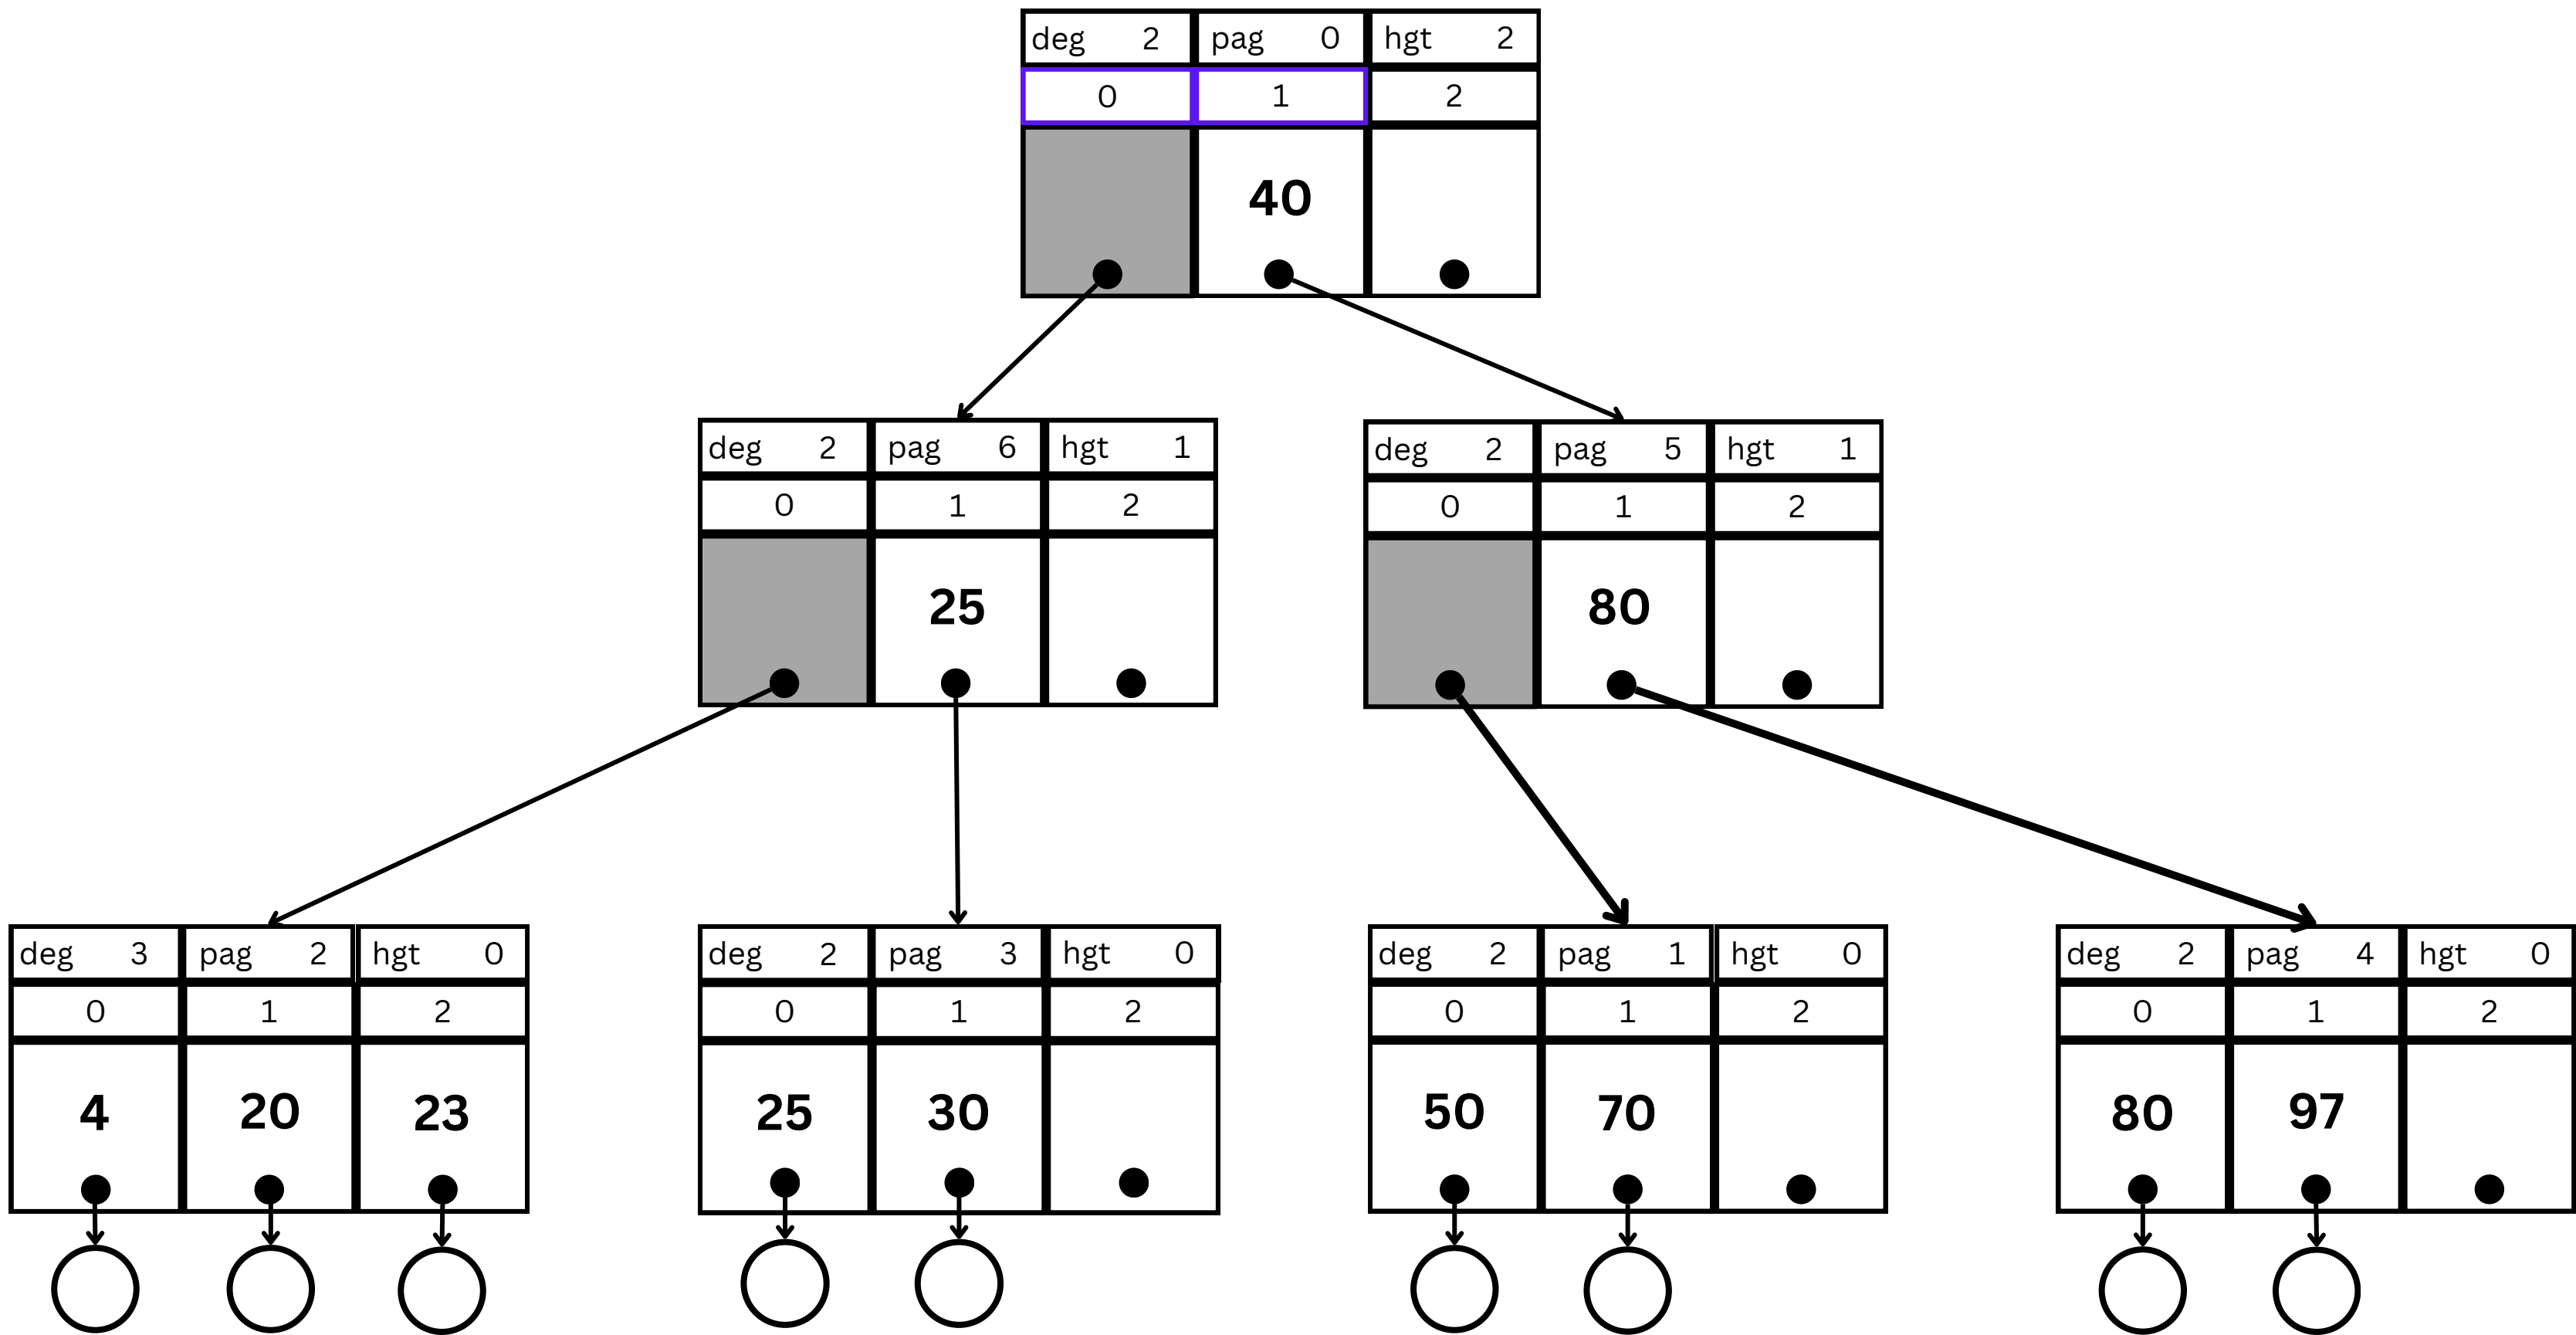 deg 2 pag 0 hgt 2
0 1 2
40
deg 2 pag 6 hgt 1
0 1 2
25
deg 2 pag 5 hgt 1
0 1 2
80
deg 3 pag 2 hgt 0
0 1 2
4 20 23
deg 2 pag 3 hgt 0
0 1 2
25 30
deg 2 pag 1 hgt 0
0 1 2
50 70
deg 2 pag 4 hgt 0
0 1 2
80 97